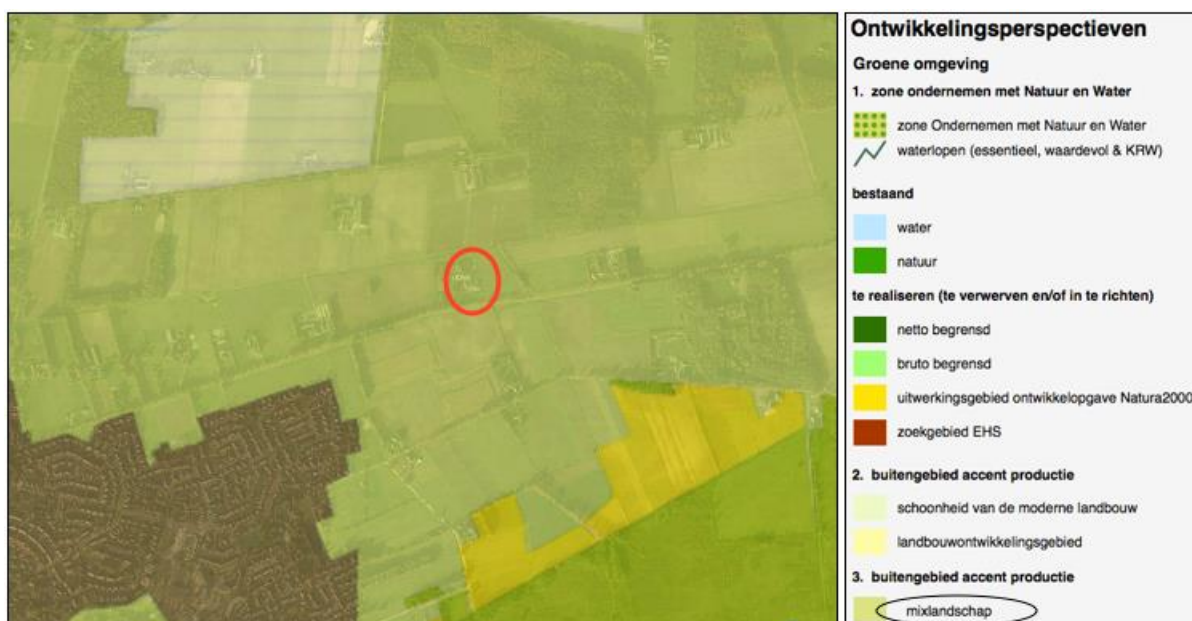 Ontwikkelingsperspectieven
Groene omgeving
1. zone ondernemen met Natuur en Water
zone Ondernemen met Natuur en Water
waterlopen (essentieel, waardevol & KRW)
bestaand
water
natuur
te realiseren (te verwerven en/of in te richten)
netto begrensd
bruto begrensd
uitwerkingsgebied ontwikkelopgave Natura2000
zoekgebied EHS
2. buitengebied accent productie
schoonheid van de moderne landbouw
landbouwontwikkelingsgebied
3. buitengebied accent productie
mixlandschap